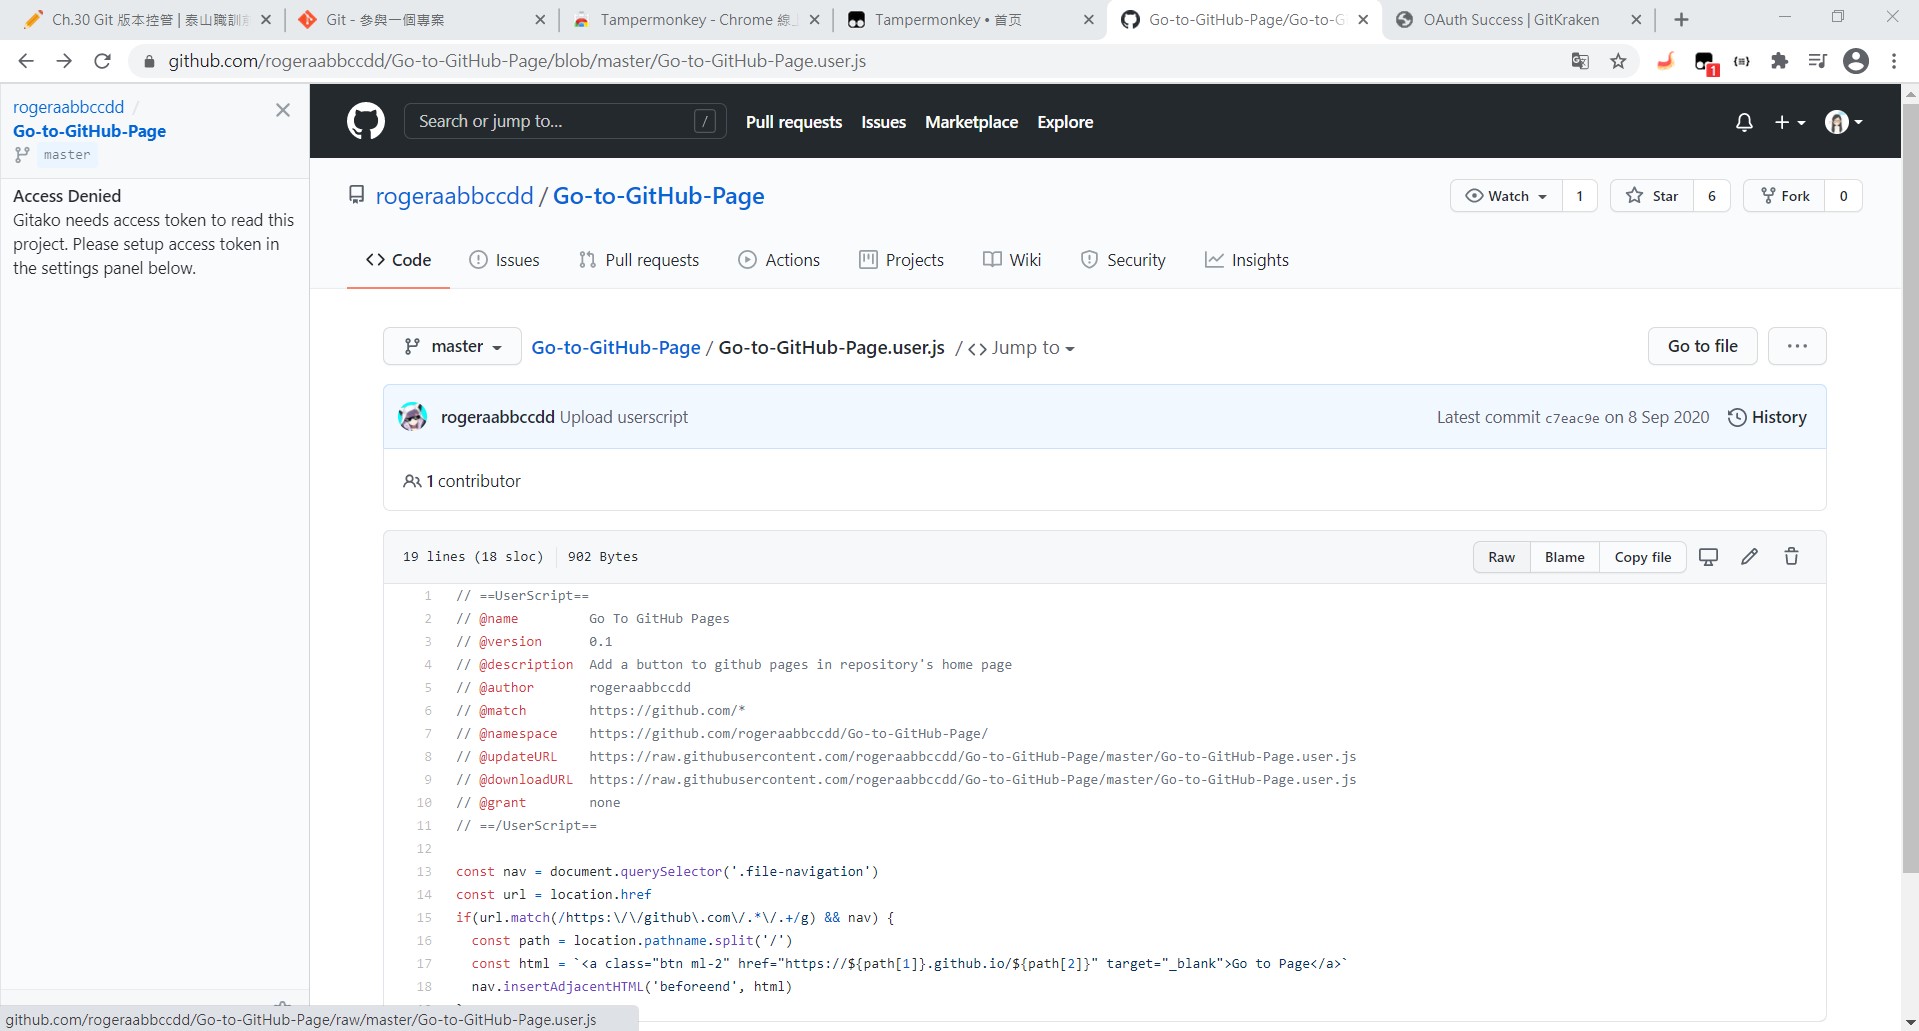 Ch.30 Git 版本控管 | 泰山職訓
Git - 參與一個專案
Tampermonkey - Chrome 線上
Tampermonkey • 首页
Go-to-GitHub-Page/Go-to-G
OAuth Success | GitKraken
github.com/rogeraabbccdd/Go-to-GitHub-Page/blob/master/Go-to-GitHub-Page.user.js
1
rogeraabbccdd /
Go-to-GitHub-Page
master
Access Denied
Gitako needs access token to read this
project. Please setup access token in
the settings panel below.
Search or jump to... /
Pull requests Issues Marketplace Explore
rogeraabbccdd / Go-to-GitHub-Page
Watch 1 Star 6 Fork 0
Code Issues Pull requests Actions Projects Wiki Security Insights
master Go-to-GitHub-Page / Go-to-GitHub-Page.user.js / <> Jump to
Go to file ...
rogeraabbccdd Upload userscript
Latest commit c7eac9e on 8 Sep 2020 History
1 contributor
19 lines (18 sloc) 902 Bytes
Raw Blame Copy file
1 // ==UserScript==
2 // @name Go To GitHub Pages
3 // @version 0.1
4 // @description Add a button to github pages in repository's home page
5 // @author rogeraabbccdd
6 // @match https://github.com/*
7 // @namespace https://github.com/rogeraabbccdd/Go-to-GitHub-Page/
8 // @updateURL https://raw.githubusercontent.com/rogeraabbccdd/Go-to-GitHub-Page/master/Go-to-GitHub-Page.user.js
9 // @downloadURL https://raw.githubusercontent.com/rogeraabbccdd/Go-to-GitHub-Page/master/Go-to-GitHub-Page.user.js
10 // @grant none
11 // ==/UserScript==
12
13 const nav = document.querySelector('.file-navigation')
14 const url = location.href
15 if(url.match(/https:\/\/github\.com\/.*\/.+/g) && nav) {
16 const path = location.pathname.split('/')
17 const html = `<a class="btn ml-2" href="https://${path[1]}.github.io/${path[2]}" target="_blank">Go to Page</a>`
18 nav.insertAdjacentHTML('beforeend', html)
github.com/rogeraabbccdd/Go-to-GitHub-Page/raw/master/Go-to-GitHub-Page.user.js